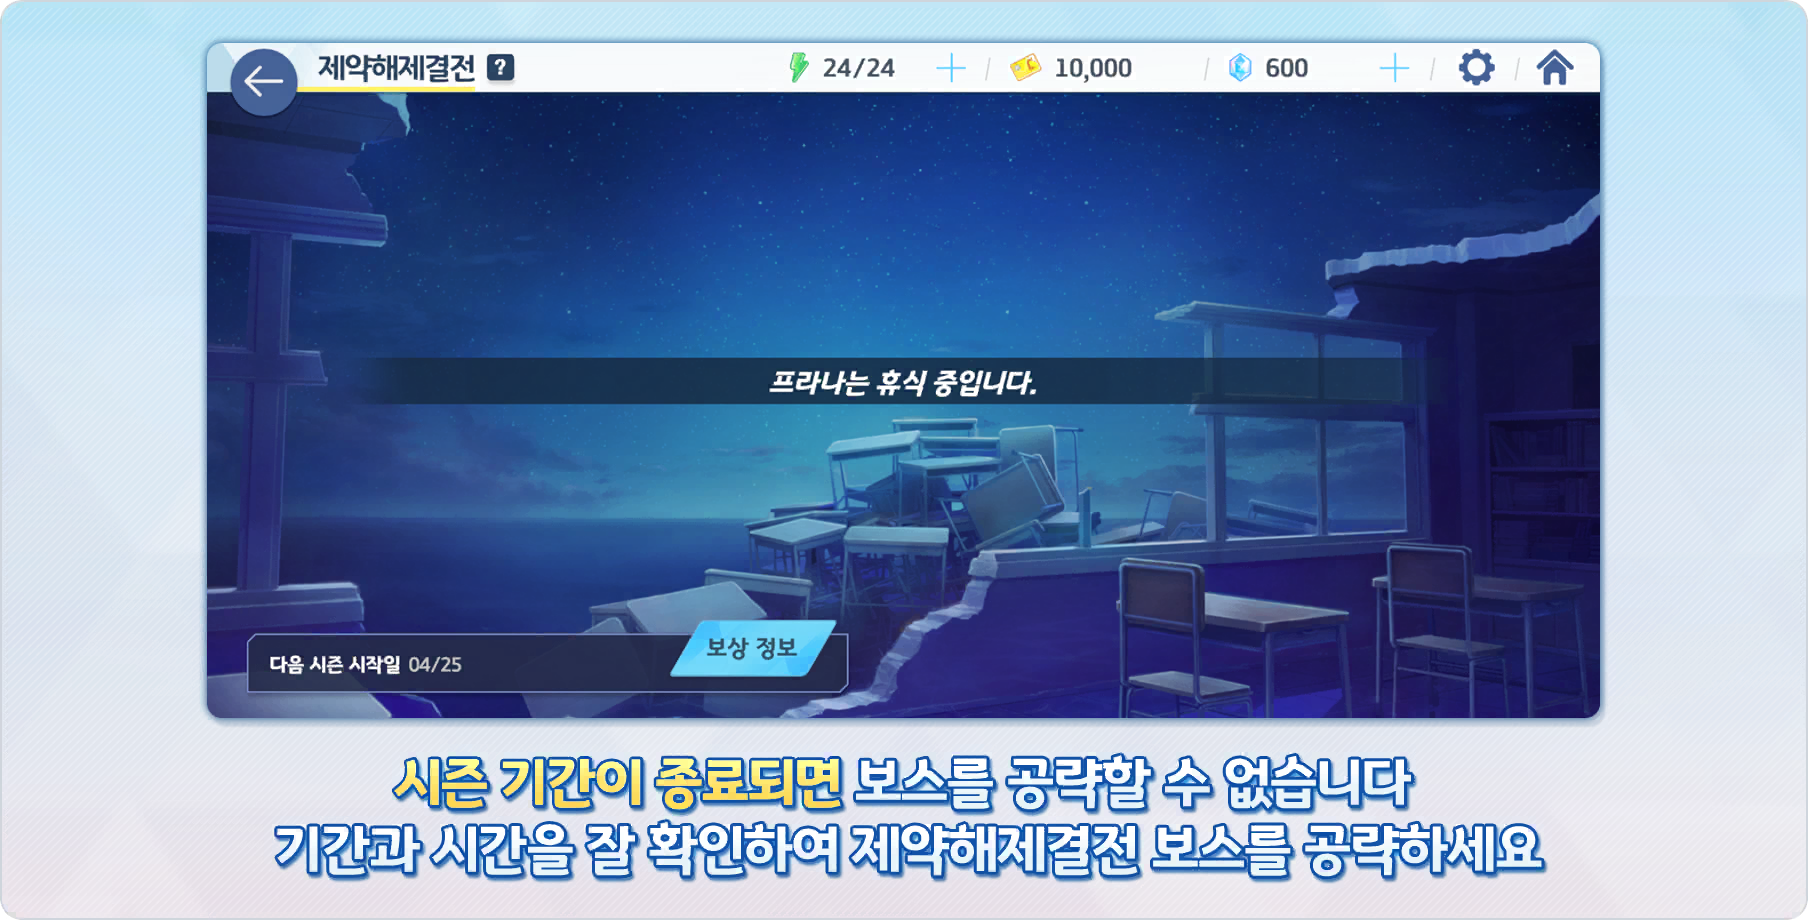 제약해제결전 ? 24/24 10,000 600
프라나는 휴식 중입니다.
보상 정보
다음 시즌 시작일 04/25
시즌 기간이 종료되면 보스를 공략할 수 없습니다
기간과 시간을 잘 확인하여 제약해제결전 보스를 공략하세요